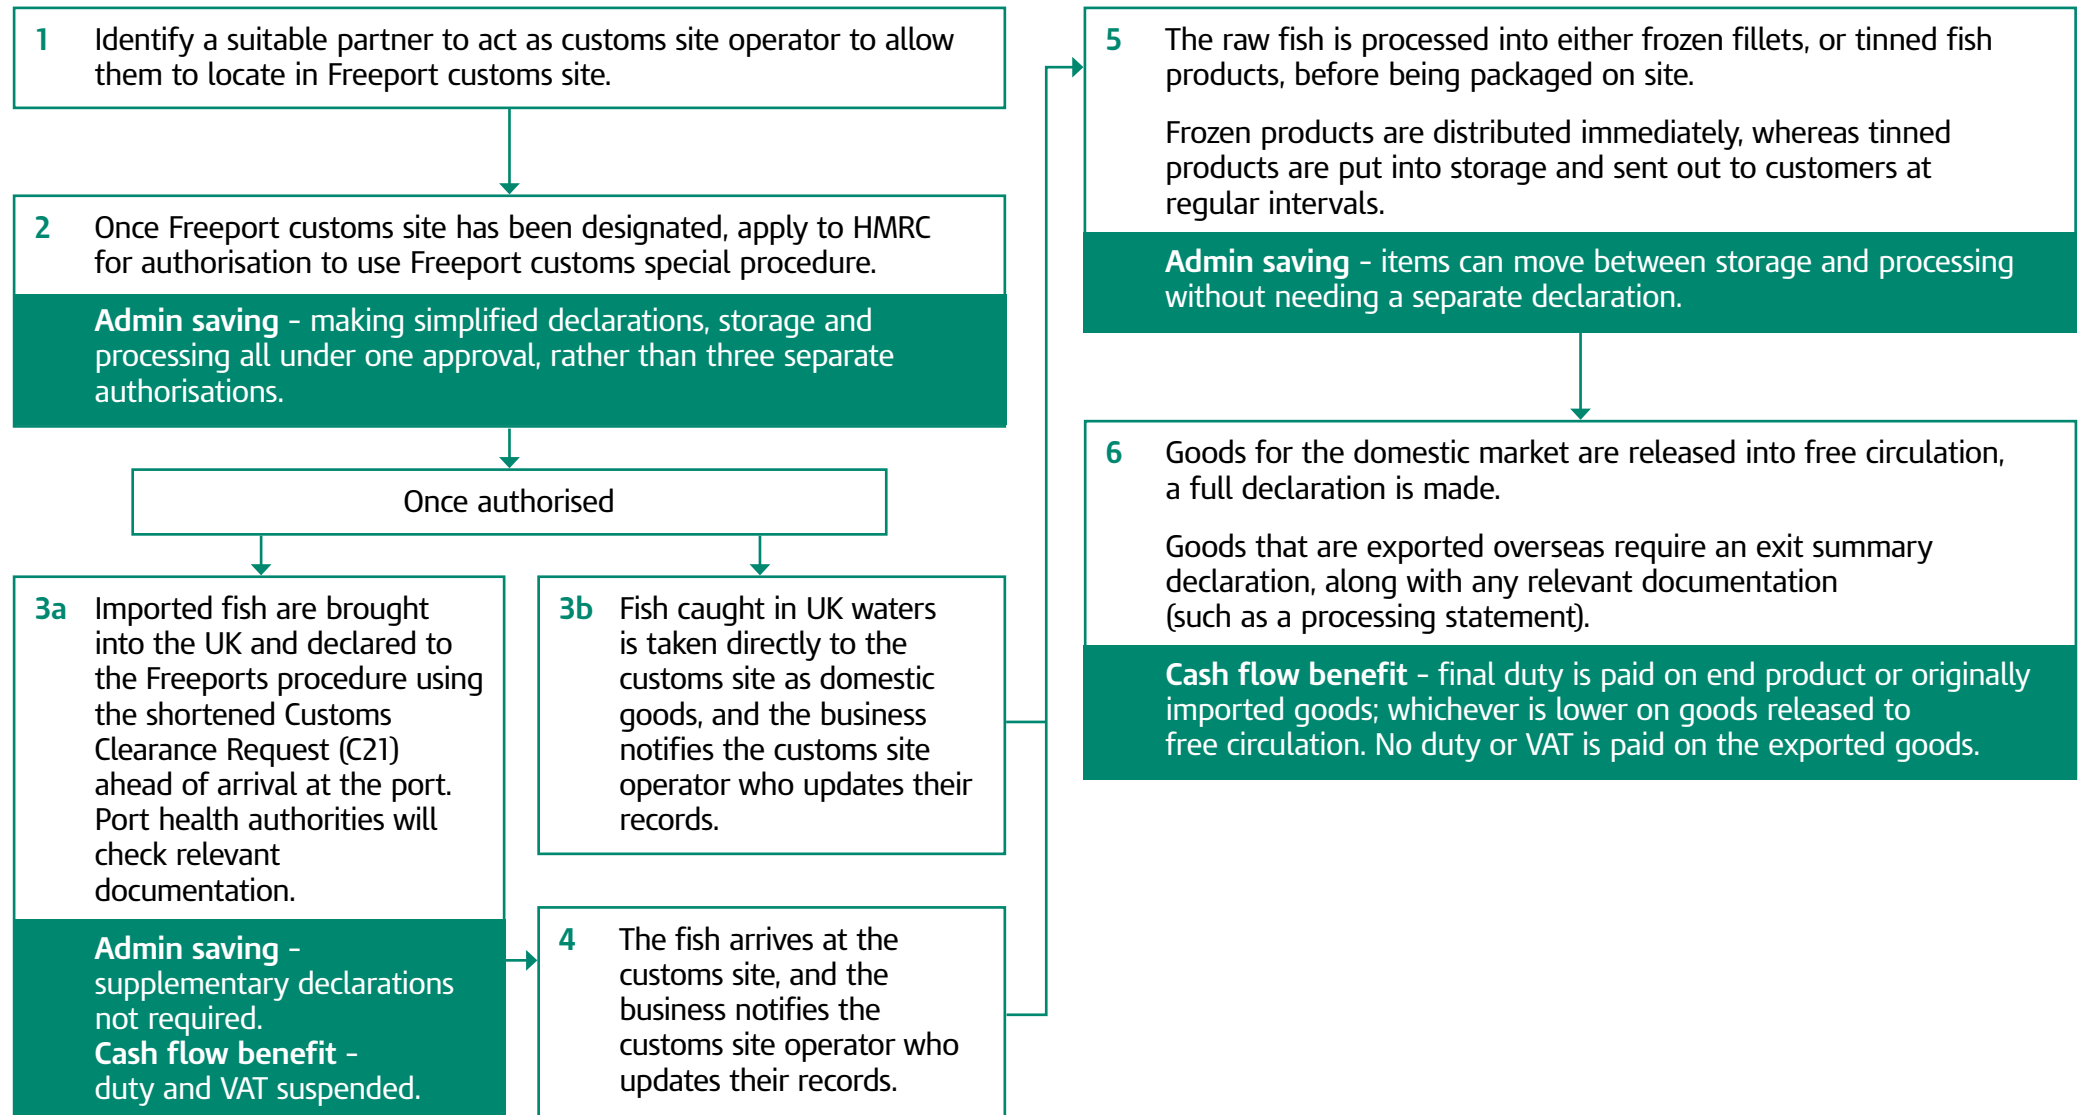 1 Identify a suitable partner to act as customs site operator to allow
them to locate in Freeport customs site.
2 Once Freeport customs site has been designated, apply to HMRC
for authorisation to use Freeport customs special procedure.
Admin saving – making simplified declarations, storage and
processing all under one approval, rather than three separate
authorisations.
Once authorised
3a Imported fish are brought
into the UK and declared to
the Freeports procedure using
the shortened Customs
Clearance Request (C21)
ahead of arrival at the port.
Port health authorities will
check relevant
documentation.
Admin saving –
supplementary declarations
not required.
Cash flow benefit –
duty and VAT suspended.
3b Fish caught in UK waters
is taken directly to the
customs site as domestic
goods, and the business
notifies the customs site
operator who updates their
records.
4 The fish arrives at the
customs site, and the
business notifies the
customs site operator who
updates their records.
5 The raw fish is processed into either frozen fillets, or tinned fish
products, before being packaged on site.
Frozen products are distributed immediately, whereas tinned
products are put into storage and sent out to customers at
regular intervals.
Admin saving – items can move between storage and processing
without needing a separate declaration.
6 Goods for the domestic market are released into free circulation,
a full declaration is made.
Goods that are exported overseas require an exit summary
declaration, along with any relevant documentation
(such as a processing statement).
Cash flow benefit – final duty is paid on end product or originally
imported goods; whichever is lower on goods released to
free circulation. No duty or VAT is paid on the exported goods.